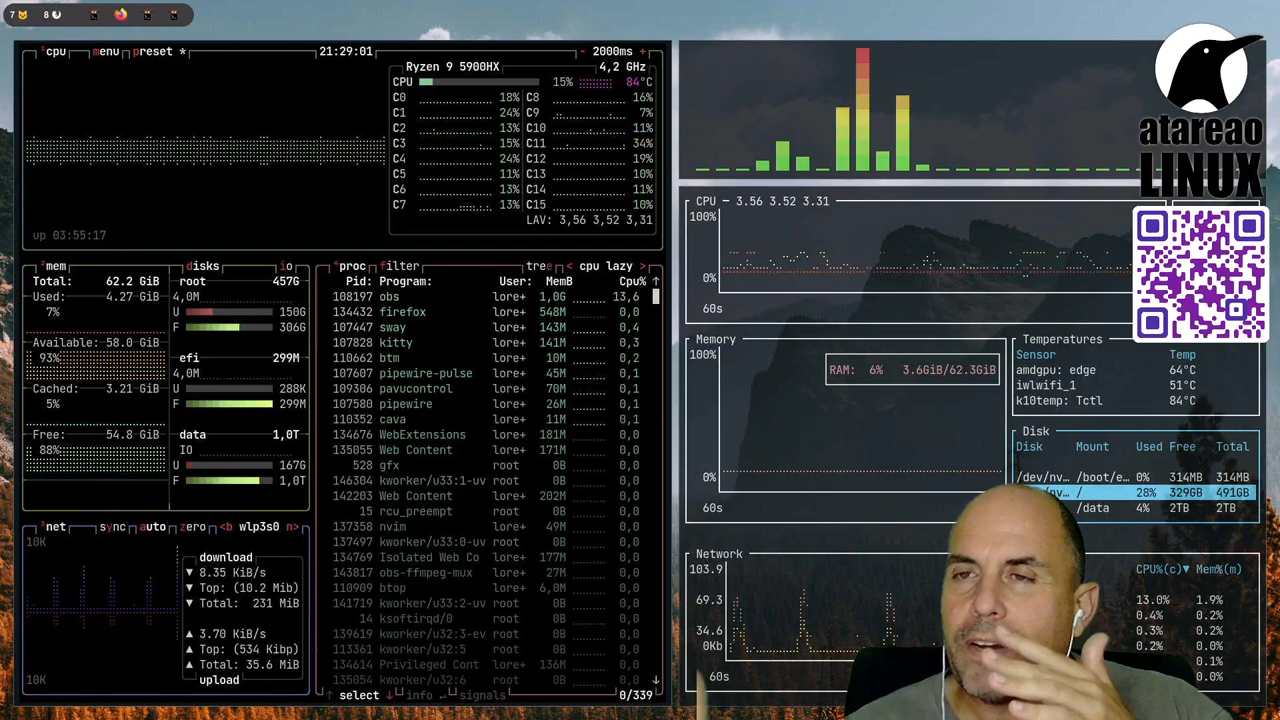 7 8
¹cpu menu preset * 21:29:01 - 2000ms +
Ryzen 9 5900HX 4,2 GHz
CPU 15% 84°C
C0 18% C8 16%
C1 24% C9 7%
C2 13% C10 11%
C3 15% C11 34%
C4 24% C12 19%
C5 11% C13 10%
C6 13% C14 11%
C7 13% C15 10%
LAV: 3,56 3,52 3,31
up 03:55:17
²mem disks io
Total: 62.2 GiB
Used: 4.27 GiB
7%
Available: 58.0 GiB
93%
Cached: 3.21 GiB
5%
Free: 54.8 GiB
88%
root 457G
4,0M
U 150G
F 306G
efi 299M
4,0M
U 288K
F 299M
data 1,0T
IO
U 167G
F 1,0T
³net sync auto zero <b wlp3s0 n>
10K
download
▼ 8.35 KiB/s
▼ Top: (10.2 Mib)
▼ Total: 231 MiB
▲ 3.70 KiB/s
▲ Top: (534 Kibp)
▲ Total: 35.6 MiB
upload
10K
⁴proc filter tree < cpu lazy >
Pid: Program: User: MemB Cpu% ↑
108197 obs lore+ 1,0G 13,6
134432 firefox lore+ 548M 0,0
107447 sway lore+ 143M 0,4
107828 kitty lore+ 141M 0,3
110662 btm lore+ 10M 0,2
107607 pipewire-pulse lore+ 45M 0,1
109306 pavucontrol lore+ 70M 0,1
107580 pipewire lore+ 26M 0,1
110352 cava lore+ 11M 0,1
134676 WebExtensions lore+ 181M 0,0
135055 Web Content lore+ 171M 0,0
528 gfx root 0B 0,0
146304 kworker/u33:1-uv root 0B 0,0
142203 Web Content lore+ 202M 0,0
15 rcu_preempt root 0B 0,0
137358 nvim lore+ 49M 0,0
137540 kworker/u33:0-uv root 0B 0,0
134769 Isolated Web Co lore+ 177M 0,0
143817 obs-ffmpeg-mux lore+ 27M 0,0
110909 btop lore+ 6,0M 0,0
141719 kworker/u33:2-uv root 0B 0,0
14 ksoftirqd/0 root 0B 0,0
139619 kworker/u32:3-ev root 0B 0,0
113361 kworker/u32:5 root 0B 0,0
134614 Privileged Cont lore+ 136M 0,0
135054 kworker/u32:6 root 0B 0,0 ↓
↑ select ↓ info ↵ signals 0/339
atareao
LINUX
CPU — 3.56 3.52 3.31
100%
0%
60s
Memory
100%
RAM: 6% 3.6GiB/62.3GiB
0%
60s
Temperatures
Sensor Temp
amdgpu: edge 64°C
iwlwifi_1 51°C
k10temp: Tctl 84°C
Disk
Disk Mount Used Free Total
/dev/nv… /boot/e… 0% 314MB 314MB
nv… / 28% 329GB 491GB
/data 4% 2TB 2TB
Network
103.9
69.3
34.6
0Kb
60s
CPU%(c)▼ Mem%(m)
13.0% 1.9%
0.4% 0.2%
0.3% 0.2%
0.2% 0.0%
0.1%
0.0%